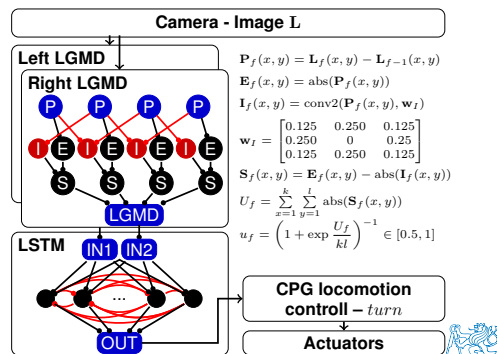 Camera - Image L
Left LGMD
Right LGMD
P P P P
I E I E I E I E
S S S S
LGMD
LSTM
IN1 IN2
...
OUT
P_f(x, y) = L_f(x, y) − L_{f−1}(x, y)
E_f(x, y) = abs(P_f(x, y))
I_f(x, y) = conv2(P_f(x, y), w_I)
w_I = [0.125 0.250 0.125
0.250 0 0.25
0.125 0.250 0.125]
S_f(x, y) = E_f(x, y) − abs(I_f(x, y))
U_f = ∑_{x=1}^{k} ∑_{y=1}^{l} abs(S_f(x, y))
u_f = (1 + exp U_f/kl)^{−1} ∈ [0.5, 1]
CPG locomotion
controll – turn
Actuators